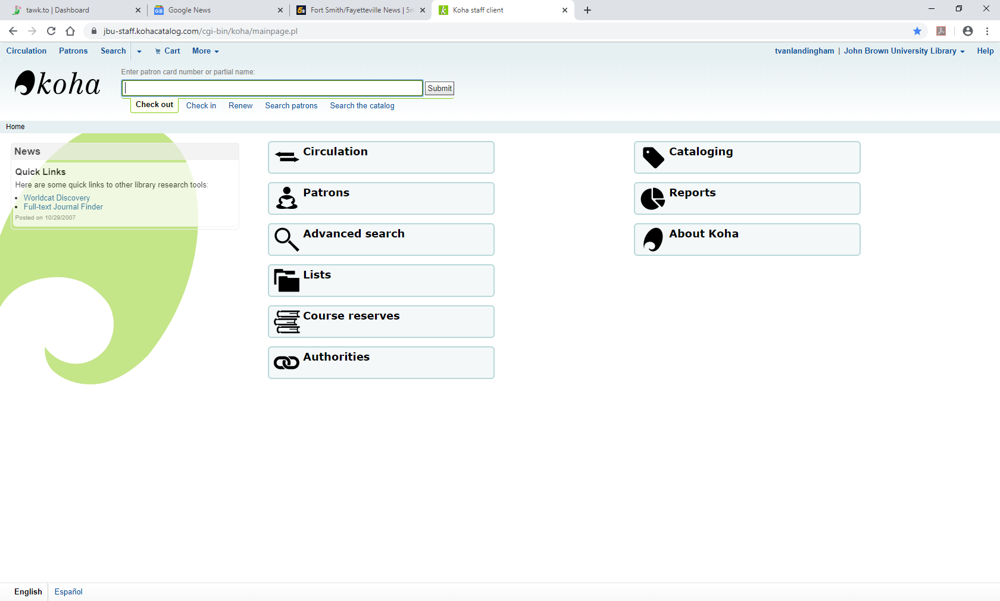 tawk.to | Dashboard
Google News
Fort Smith/Fayetteville News | 5n
Koha staff client
jbu-staff.kohacatalog.com/cgi-bin/koha/mainpage.pl
Circulation Patrons Search Cart More tvanlandingham | John Brown University Library Help
koha
Enter patron card number or partial name:
Submit
Check out Check in Renew Search patrons Search the catalog
Home
News
Quick Links
Here are some quick links to other library research tools:
Worldcat Discovery
Full-text Journal Finder
Posted on 10/29/2007
Circulation
Patrons
Advanced search
Lists
Course reserves
Authorities
Cataloging
Reports
About Koha
English Español